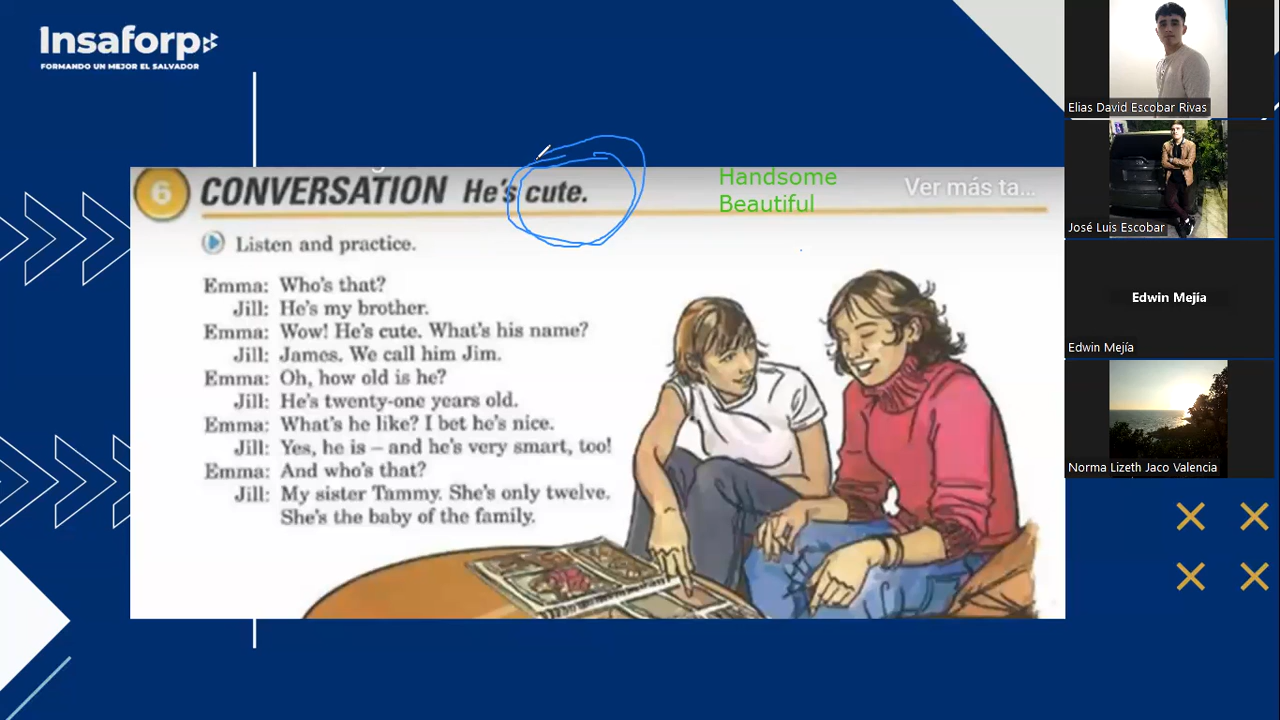 Insaforp
FORMANDO UN MEJOR EL SALVADOR
6 CONVERSATION He's cute.
Handsome
Beautiful
Ver más ta...
Listen and practice.
Emma: Who's that?
Jill: He's my brother.
Emma: Wow! He's cute. What's his name?
Jill: James. We call him Jim.
Emma: Oh, how old is he?
Jill: He's twenty-one years old.
Emma: What's he like? I bet he's nice.
Jill: Yes, he is – and he's very smart, too!
Emma: And who's that?
Jill: My sister Tammy. She's only twelve.
She's the baby of the family.
Elias David Escobar Rivas
José Luis Escobar
Edwin Mejía
Edwin Mejía
Norma Lizeth Jaco Valencia